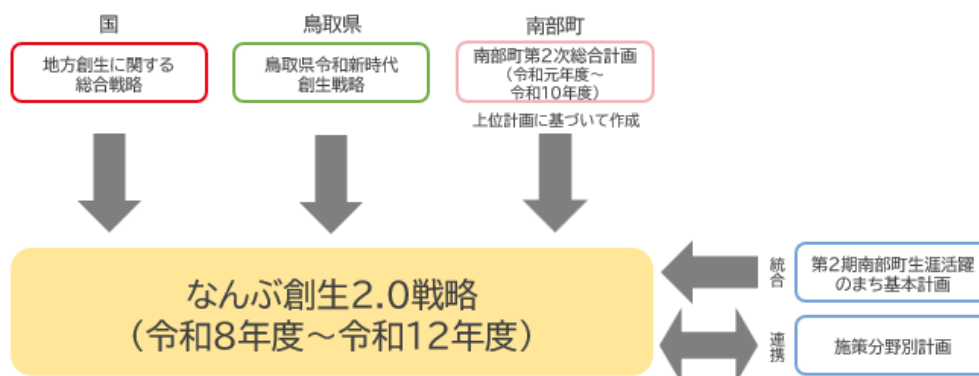 国
鳥取県
南部町
地方創生に関する
総合戦略
鳥取県令和新時代
創生戦略
南部町第2次総合計画
(令和元年度～
令和10年度)
上位計画に基づいて作成
なんぶ創生2.0戦略
(令和8年度～令和12年度)
統合
第2期南部町生涯活躍
のまち基本計画
連携
施策分野別計画